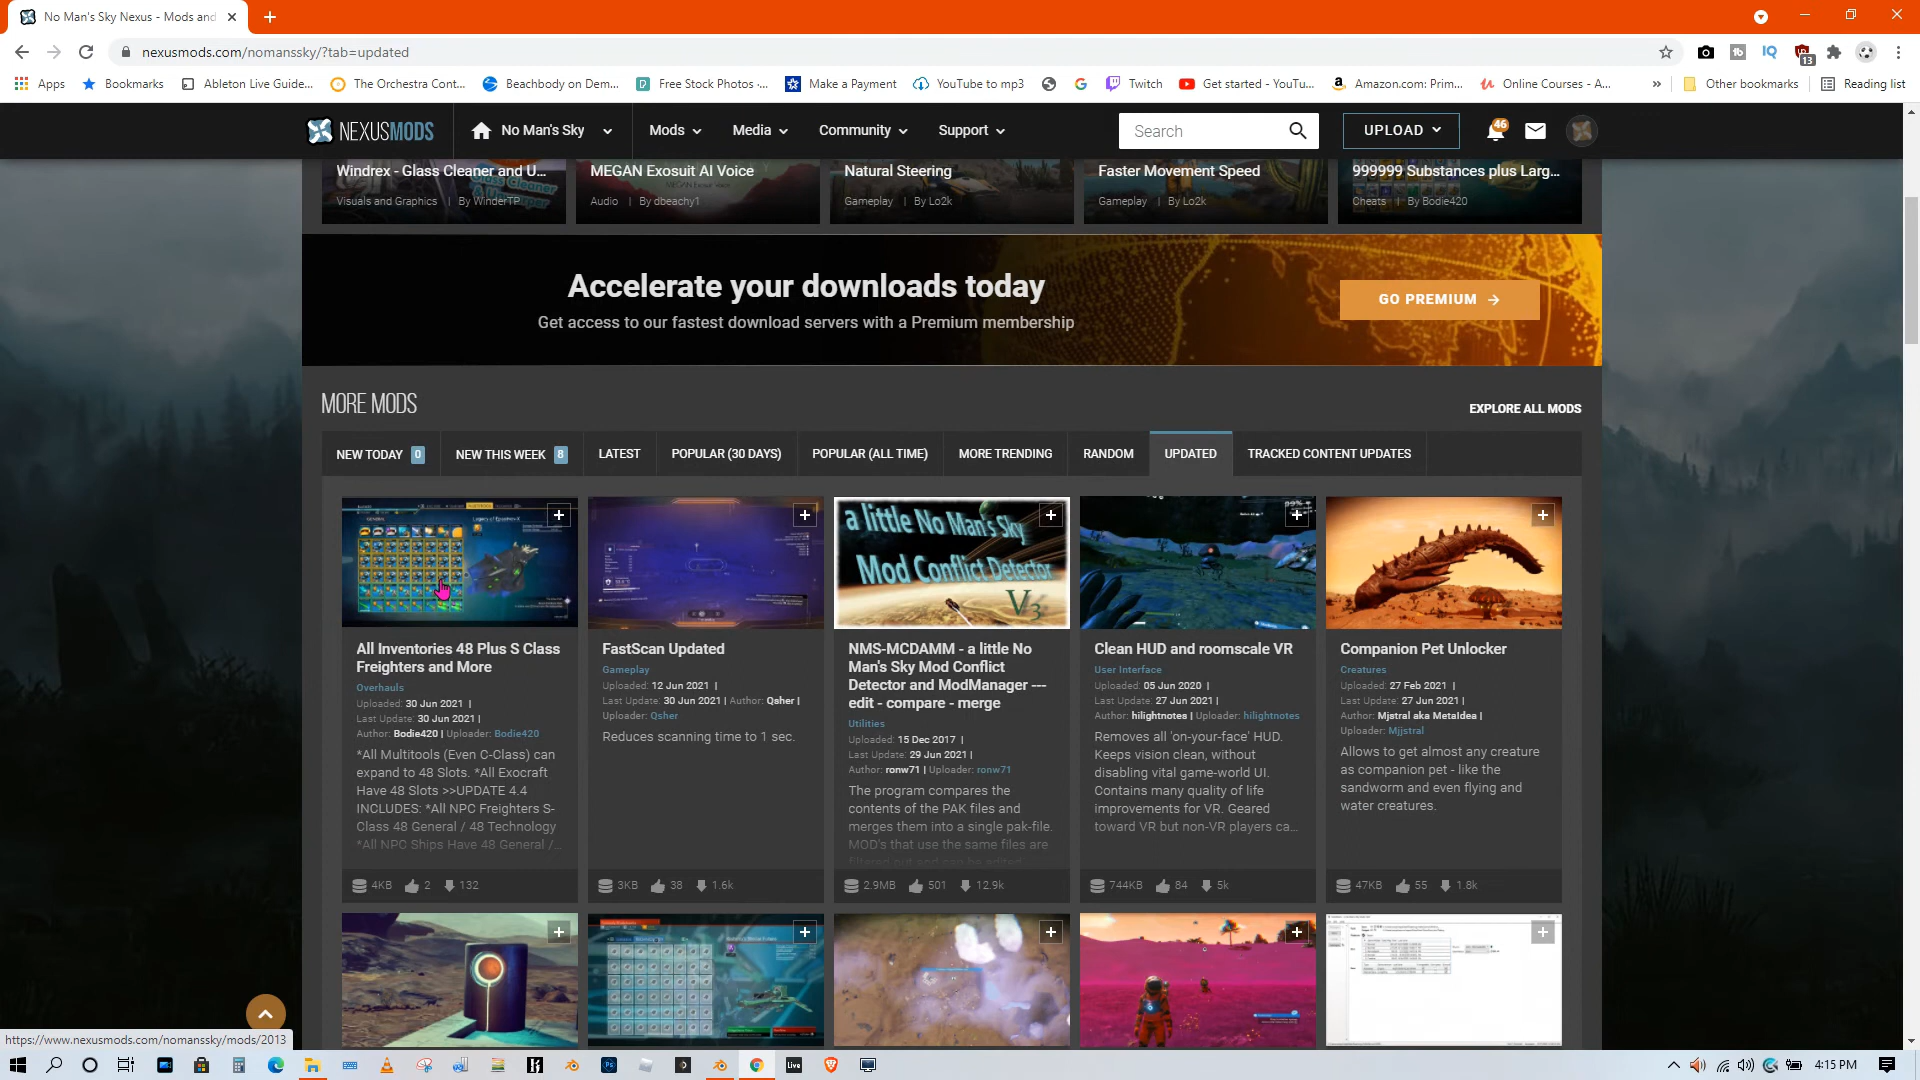 No Man's Sky Nexus - Mods and
nexusmods.com/nomanssky/?tab=updated
13
Apps
Bookmarks
Ableton Live Guide...
The Orchestra Cont...
Beachbody on Dem...
Free Stock Photos ·...
Make a Payment
YouTube to mp3
Twitch
Get started - YouTu...
Amazon.com: Prim...
Online Courses - A...
Other bookmarks
Reading list
NEXUSMODS
No Man's Sky
Mods
Media
Community
Support
Search
UPLOAD
46
Windrex - Glass Cleaner and U...
Visuals and Graphics | By WinderTP
MEGAN Exosuit AI Voice
Audio | By dbeachy1
Natural Steering
Gameplay | By Lo2k
Faster Movement Speed
Gameplay | By Lo2k
999999 Substances plus Larg...
Cheats | By Bodie420
Accelerate your downloads today
Get access to our fastest download servers with a Premium membership
GO PREMIUM
MORE MODS
EXPLORE ALL MODS
NEW TODAY 0
NEW THIS WEEK 8
LATEST
POPULAR (30 DAYS)
POPULAR (ALL TIME)
MORE TRENDING
RANDOM
UPDATED
TRACKED CONTENT UPDATES
All Inventories 48 Plus S Class
Freighters and More
Overhauls
Uploaded: 30 Jun 2021 |
Last Update: 30 Jun 2021 |
Author: Bodie420 | Uploader: Bodie420
*All Multitools (Even C-Class) can
expand to 48 Slots. *All Exocraft
Have 48 Slots >>UPDATE 4.4
INCLUDES: *All NPC Freighters S-
Class 48 General / 48 Technology
*All NPC Ships Have 48 General /...
4KB 2 132
FastScan Updated
Gameplay
Uploaded: 12 Jun 2021 |
Last Update: 30 Jun 2021 | Author: Qsher |
Uploader: Qsher
Reduces scanning time to 1 sec.
3KB 38 1.6k
a little No Man's Sky
Mod Conflict Detector
V3
NMS-MCDAMM - a little No
Man's Sky Mod Conflict
Detector and ModManager ---
edit - compare - merge
Utilities
Uploaded: 15 Dec 2017 |
Last Update: 29 Jun 2021 |
Author: ronw71 | Uploader: ronw71
The program compares the
contents of the PAK files and
merges them into a single pak-file.
MOD's that use the same files are
filtered out and can be edited
2.9MB 501 12.9k
Clean HUD and roomscale VR
User Interface
Uploaded: 05 Jun 2020 |
Last Update: 27 Jun 2021 |
Author: hilightnotes | Uploader: hilightnotes
Removes all 'on-your-face' HUD.
Keeps vision clean, without
disabling vital game-world UI.
Contains many quality of life
improvements for VR. Geared
toward VR but non-VR players ca...
744KB 84 5k
Companion Pet Unlocker
Creatures
Uploaded: 27 Feb 2021 |
Last Update: 27 Jun 2021 |
Author: Mjstral aka MetaIdea |
Uploader: Mjjstral
Allows to get almost any creature
as companion pet - like the
sandworm and even flying and
water creatures.
47KB 55 1.8k
https://www.nexusmods.com/nomanssky/mods/2013
4:15 PM